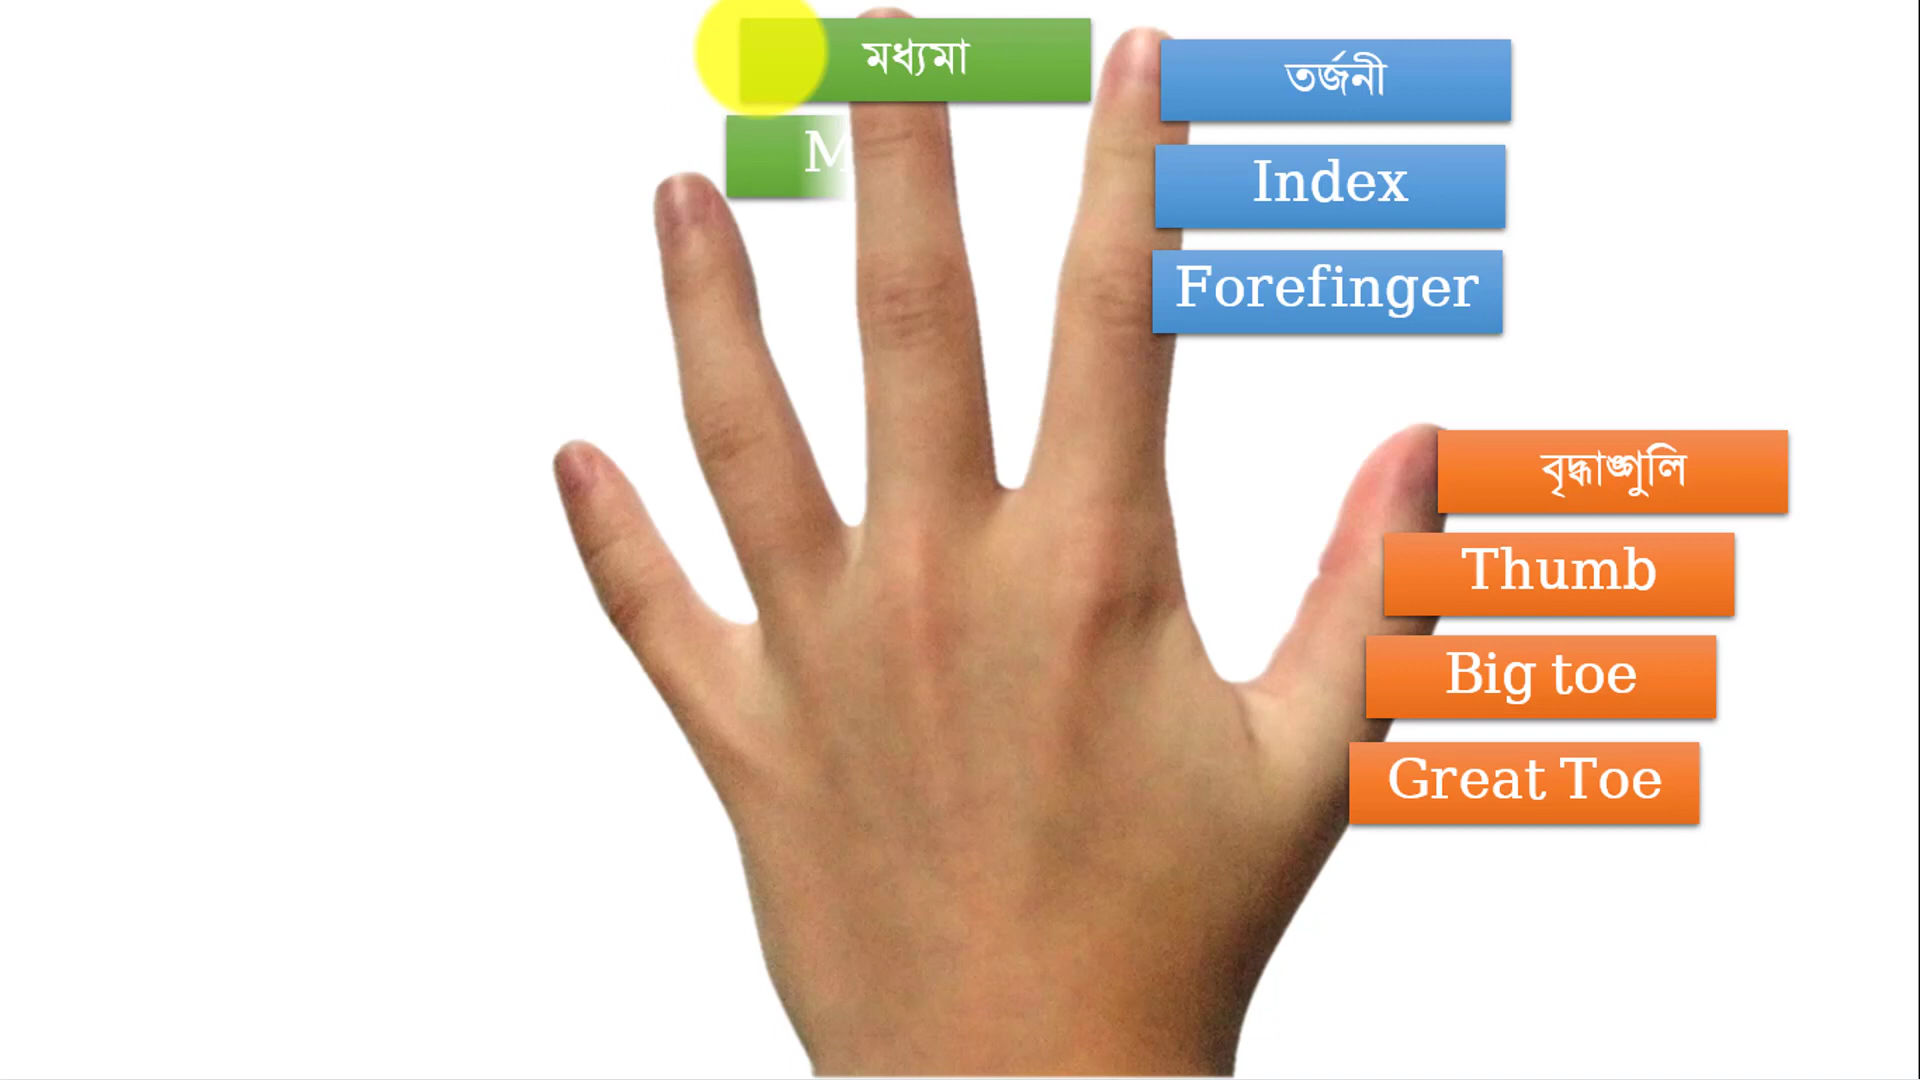 মধ্যমা
তর্জনী
Index
Forefinger
বৃদ্ধাঙ্গুলি
Thumb
Big toe
Great Toe